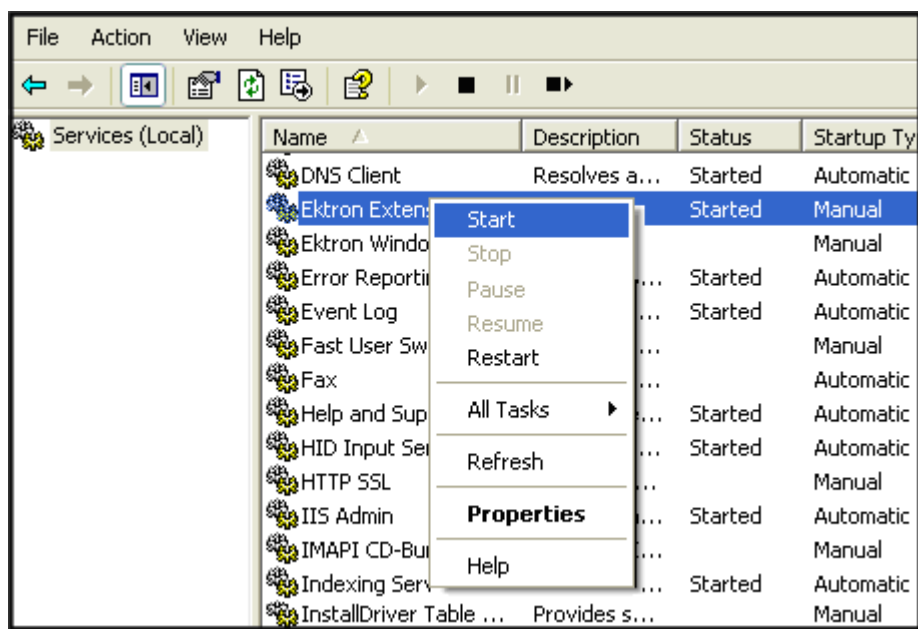 File Action View Help
Services (Local)
Name Description Status Startup Ty
DNS Client Resolves a... Started Automatic
Ektron Extens Started Manual
Ektron Windo Manual
Error Reporti ... Started Automatic
Event Log ... Started Automatic
Fast User Sw ... Manual
Fax ... Automatic
Help and Sup ... Started Automatic
HID Input Ser ... Started Automatic
HTTP SSL ... Manual
IIS Admin ... Started Automatic
IMAPI CD-Bu ... Manual
Indexing Serv ... Started Automatic
InstallDriver Table ... Provides s... Manual
Start
Stop
Pause
Resume
Restart
All Tasks
Refresh
Properties
Help